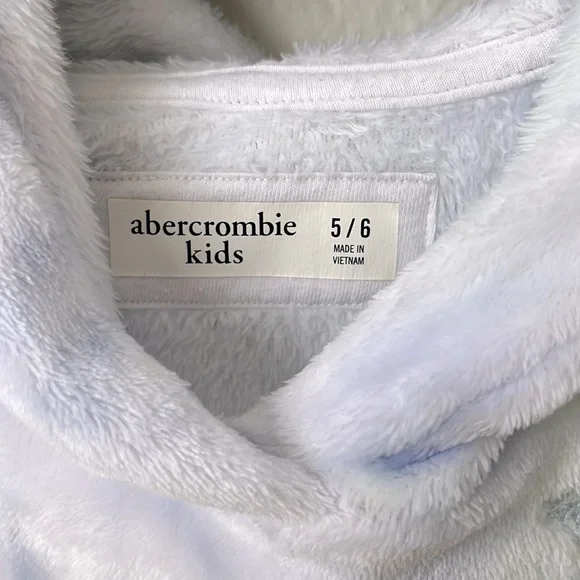 abercrombie
kids
5 / 6
MADE IN
VIETNAM